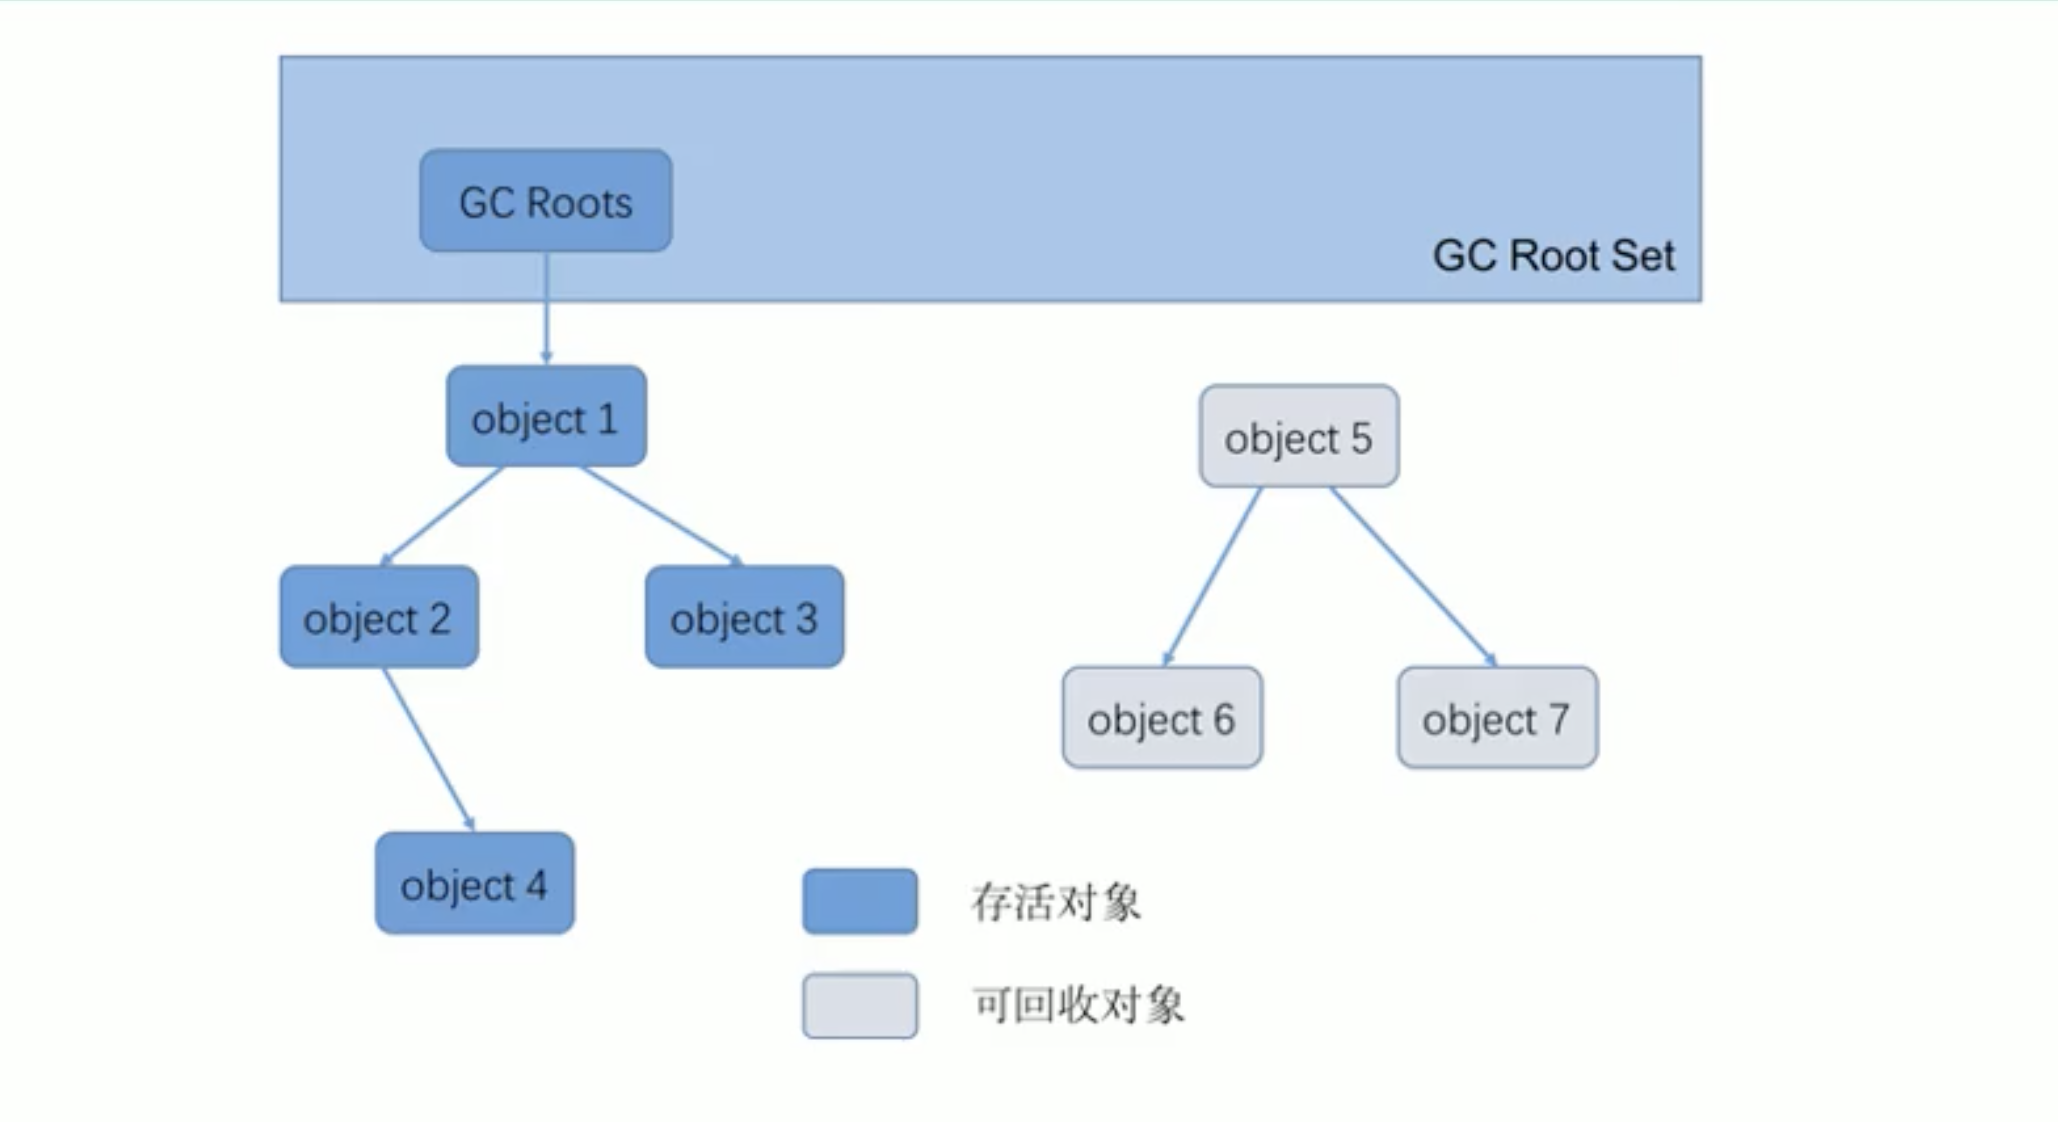 GC Roots
GC Root Set
object 1
object 5
object 2
object 3
object 6
object 7
object 4
存活对象
可回收对象